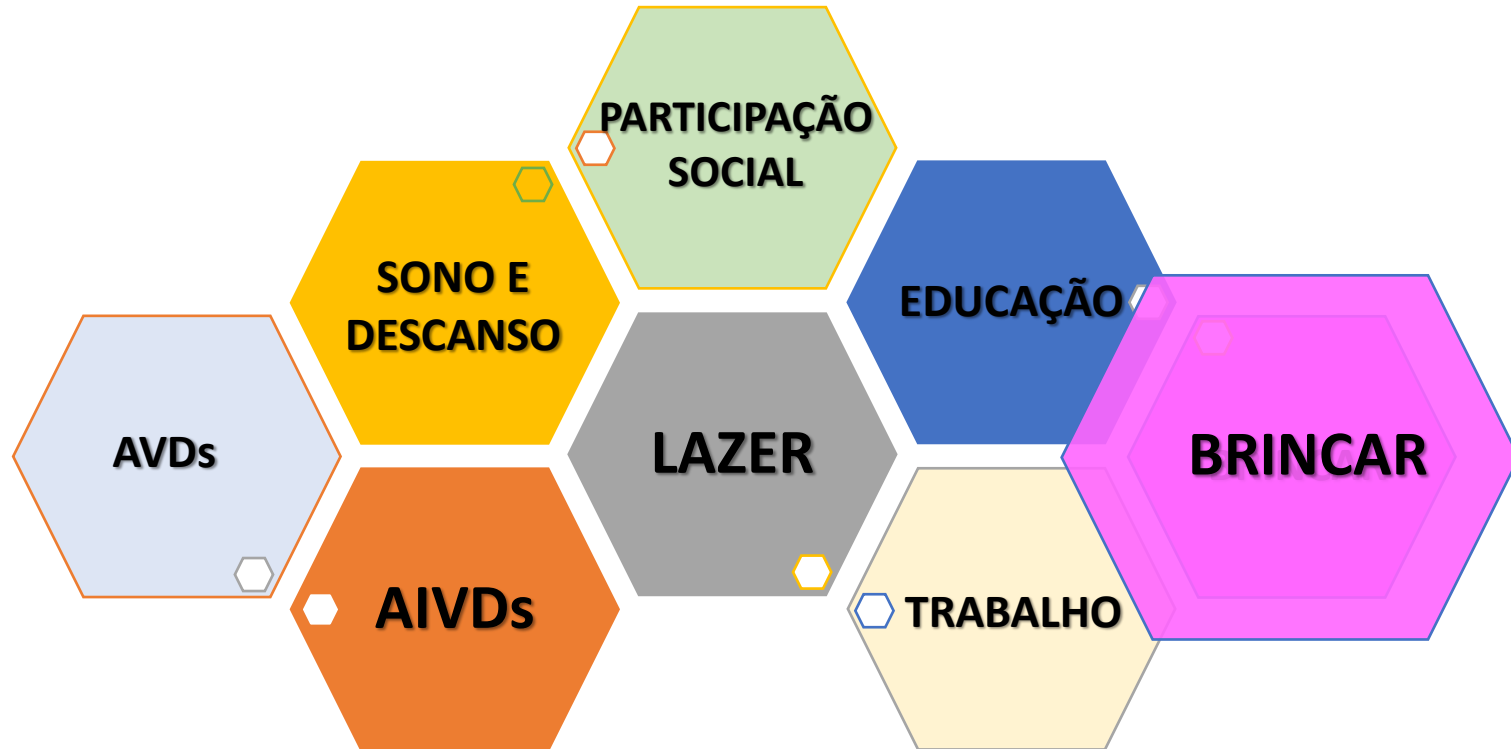 PARTICIPAÇÃO
SOCIAL
SONO E
DESCANSO
EDUCAÇÃO
AVDs
LAZER
BRINCAR
AIVDs
TRABALHO